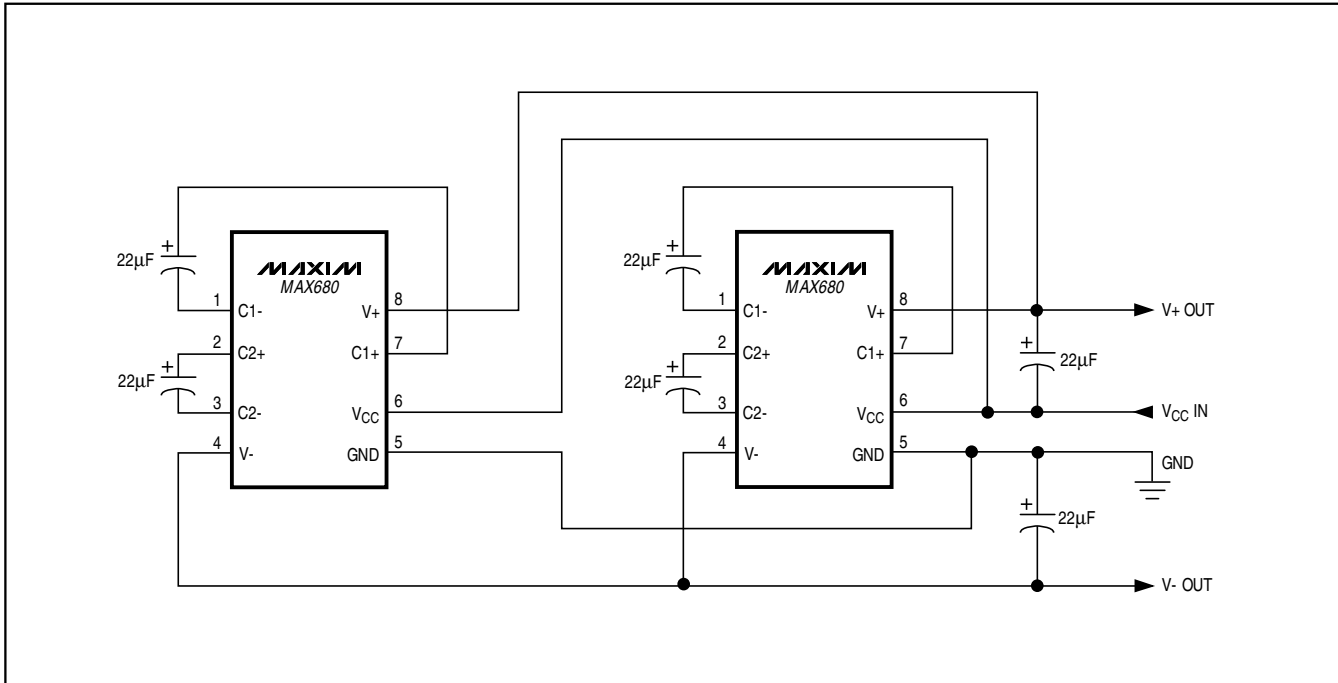 22µF
+
MAXIM
MAX680
1 C1-
2 C2+
3 C2-
4 V-
V+ 8
C1+ 7
VCC 6
GND 5
22µF
+
22µF
+
MAXIM
MAX680
1 C1-
2 C2+
3 C2-
4 V-
V+ 8
C1+ 7
VCC 6
GND 5
22µF
+
V+ OUT
+
22µF
VCC IN
GND
+
22µF
V- OUT